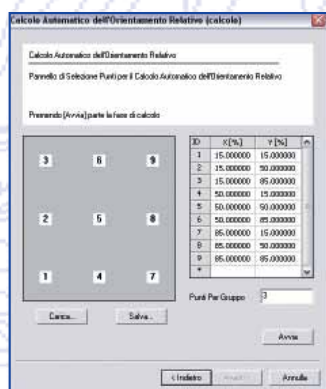 Calcolo Automatico dell'Orientamento Relativo (calcolo)
Calcolo Automatico dell'Orientamento Relativo
Pannello di Selezione Punti per il Calcolo Automatico dell'Orientamento Relativo
Premendo [Avvia] parte la fase di calcolo
3 6 9
2 5 8
1 4 7
ID X[%] Y[%]
1 15.000000 15.000000
2 15.000000 50.000000
3 15.000000 85.000000
4 50.000000 15.000000
5 50.000000 50.000000
6 50.000000 85.000000
7 85.000000 15.000000
8 85.000000 50.000000
9 85.000000 85.000000
*
Punti Per Gruppo 3
Carica... Salva...
Avvia
< Indietro Annulla